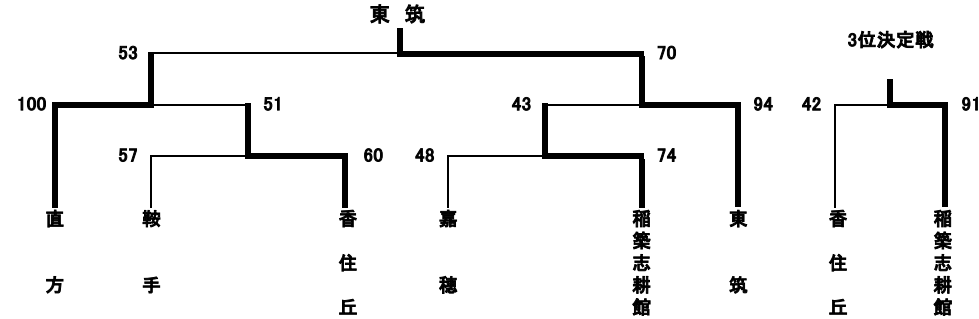 東筑
3位決定戦
53 70
100 51 43 94 42 91
57 60 48 74
直方
鞍手
香住丘
嘉穂
稲築志耕館
東筑
香住丘
稲築志耕館